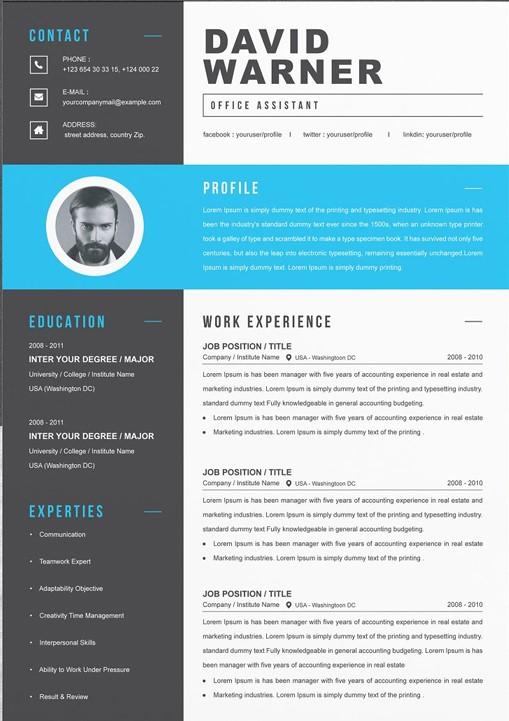 CONTACT
PHONE :
+123 654 30 33 15, +124 000 22
E-MAIL :
yourcompanymail@example.com
ADDRESS:
street address, country Zip.
DAVID
WARNER
OFFICE ASSISTANT
facebook : youruser/profile I twitter : youruser/profile I linkdin: youruser/profile
PROFILE
Lorem Ipsum is simply dummy text of the printing and typesetting industry. Lorem Ipsum has
been the industry's standard dummy text ever since the 1500s, when an unknown type printer
took a galley of type and scrambled it to make a type specimen book. It has survived not only five
centuries, but also the leap into electronic typesetting, remaining essentially unchanged.Lorem
Ipsum is simply dummy text of the printing and typesetting industry. Lorem Ipsum
EDUCATION
2008 - 2011
INTER YOUR DEGREE / MAJOR
University / College / Institute Name
USA (Washington DC)
2008 - 2011
INTER YOUR DEGREE / MAJOR
University / College / Institute Name
USA (Washington DC)
EXPERTIES
• Communication
• Teamwork Expert
• Adaptability Objective
• Creativity Time Management
• Interpersonal Skills
• Ability to Work Under Pressure
• Result & Review
WORK EXPERIENCE
JOB POSITION / TITLE
Company / Institute Name USA - Washingtoon DC 2008 - 2010
Lorem Ipsum has been manager with five years of accounting experience in real estate and
marketing industries. Lorem Ipsum is simply dummy text of the printing and typesetting industry.
standard dummy text Fully knowledgeable in general accounting budgeting.
• Lorem Ipsum is has been manager with five years of accounting experience in real estate
• Marketing industries. simply dummy text of the printing .
JOB POSITION / TITLE
Company / Institute Name USA - Washingtoon DC 2008 - 2010
Lorem Ipsum has been manager with five years of accounting experience in real estate and
marketing industries. Lorem Ipsum is simply dummy text of the printing and typesetting industry.
standard dummy text Fully knowledgeable in general accounting budgeting.
• Lorem Ipsum is has been manager with five years of accounting experience in real estate
• Marketing industries. simply dummy text of the printing .
JOB POSITION / TITLE
Company / Institute Name USA - Washingtoon DC 2008 - 2010
Lorem Ipsum has been manager with five years of accounting experience in real estate and
marketing industries. Lorem Ipsum is simply dummy text of the printing and typesetting industry.
standard dummy text Fully knowledgeable in general accounting budgeting. Lorem Ipsum has
been manager with five years of accounting experience in real estate
• Lorem Ipsum is has been manager with five years of accounting experience in real estate
• Marketing industries. simply dummy text of the printing .